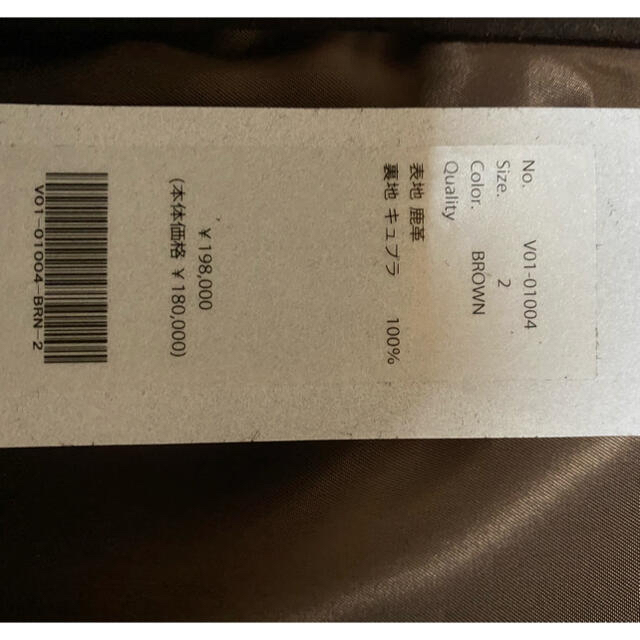 No. V01-01004
Size. 2
Color. BROWN
Quality
表地 鹿革
裏地 キュプラ 100%
¥198,000
(本体価格 ¥180,000)
V01-01004-BRN-2